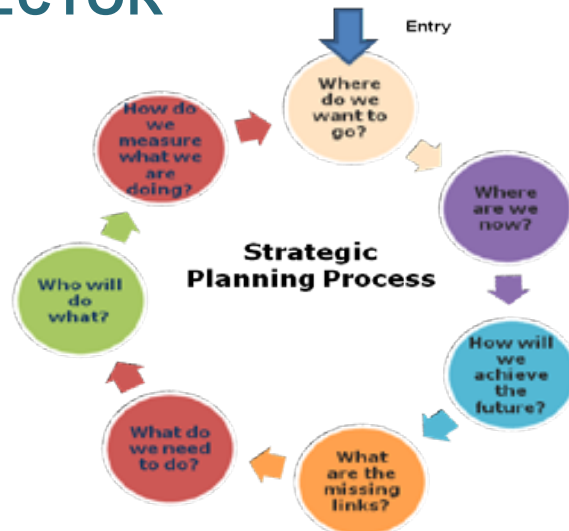 Entry
Where
do we
want to
go?
Where
are we
now?
How will
we
achieve
the
future?
What
are the
missing
links?
What do
we need
to do?
Who will
do
what?
How do
we
measure
what we
are
doing?
Strategic
Planning Process